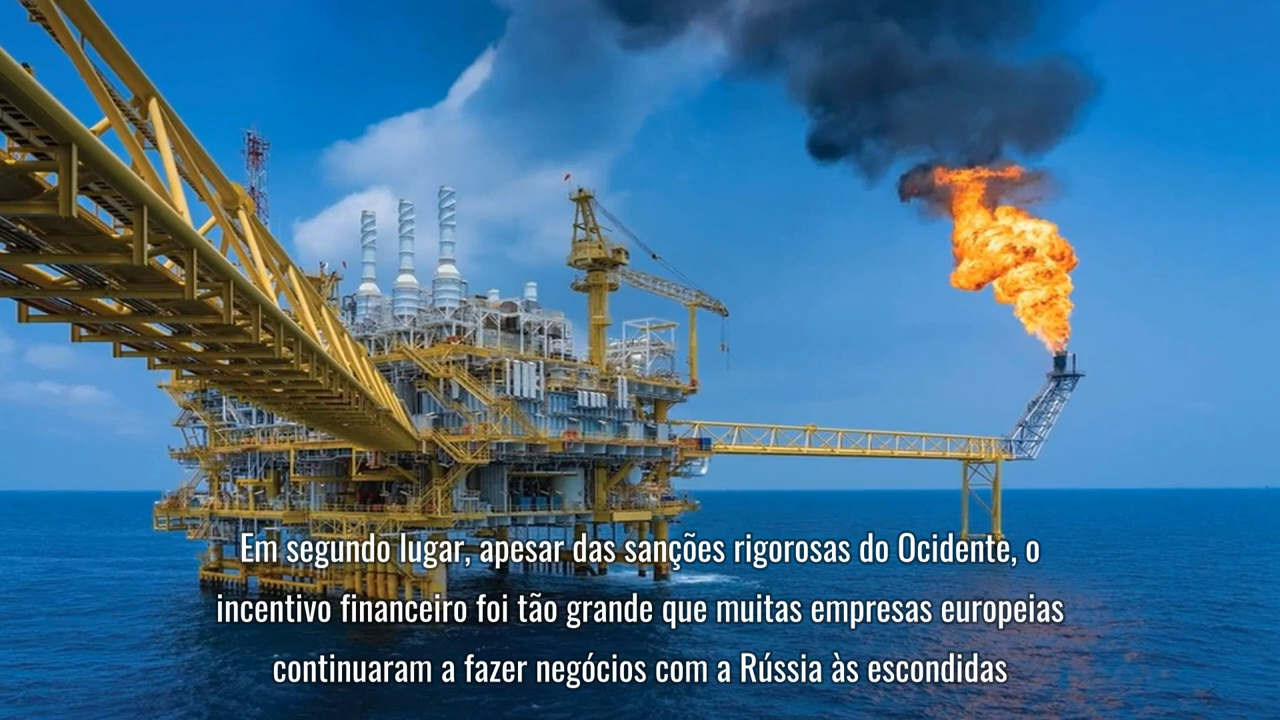 Em segundo lugar, apesar das sanções rigorosas do Ocidente, o
incentivo financeiro foi tão grande que muitas empresas europeias
continuaram a fazer negócios com a Rússia às escondidas